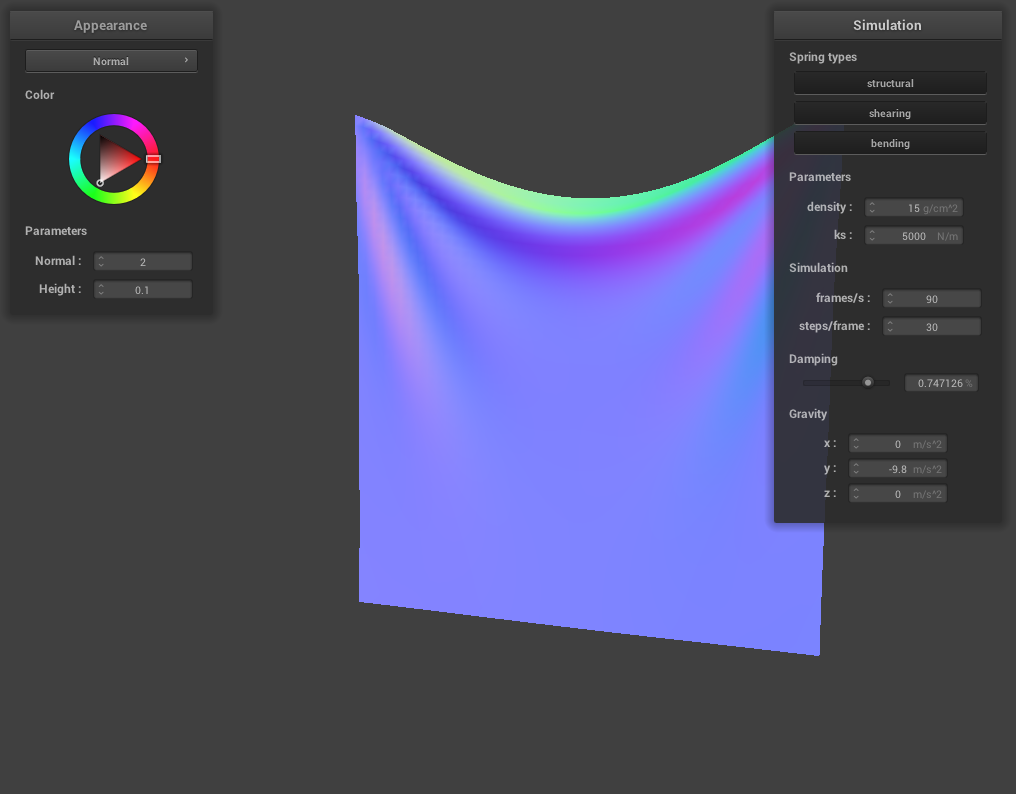 Appearance
Normal ›
Color
Parameters
Normal : 2
Height : 0.1
Simulation
Spring types
structural
shearing
bending
Parameters
density : 15 g/cm^2
ks : 5000 N/m
Simulation
frames/s : 90
steps/frame : 30
Damping
0.747126 %
Gravity
x : 0 m/s^2
y : -9.8 m/s^2
z : 0 m/s^2